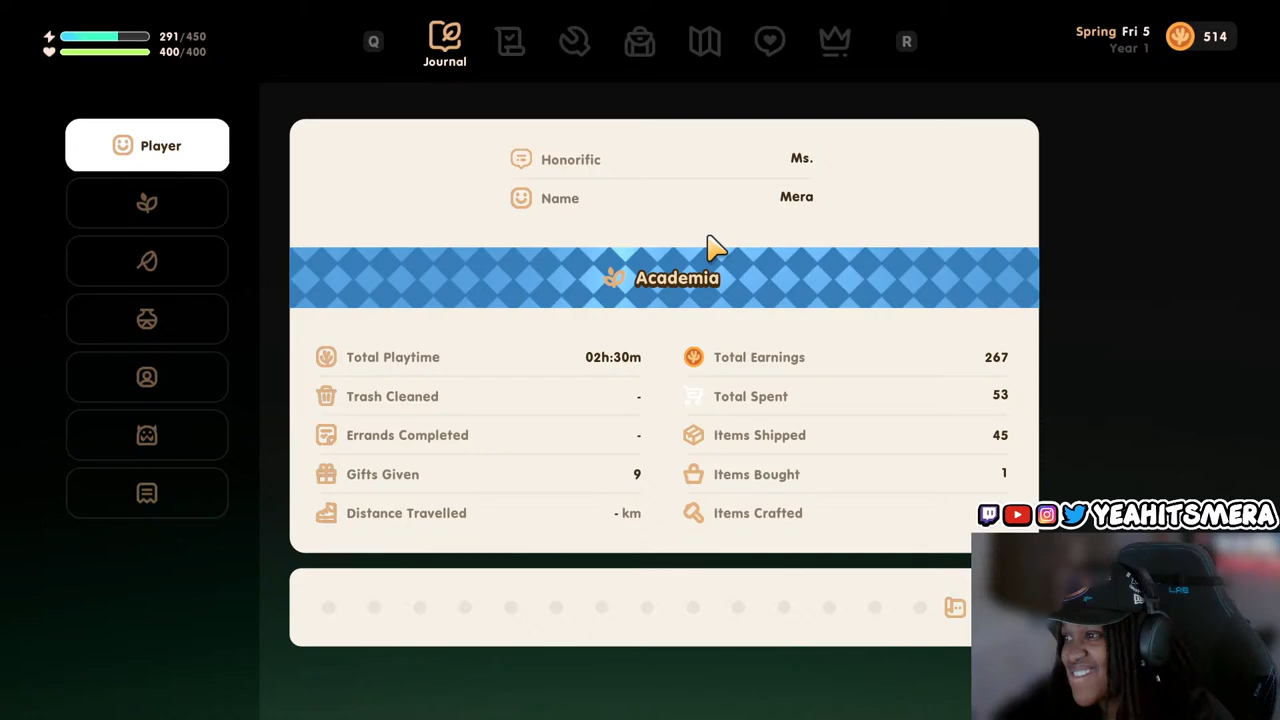 291/450
400/400
Q
Journal
R
Spring Fri 5
Year 1
514
Player
Honorific Ms.
Name Mera
Academia
Total Playtime 02h:30m
Trash Cleaned -
Errands Completed -
Gifts Given 9
Distance Travelled - km
Total Earnings 267
Total Spent 53
Items Shipped 45
Items Bought 1
Items Crafted
YEAHITSMERA
LAB